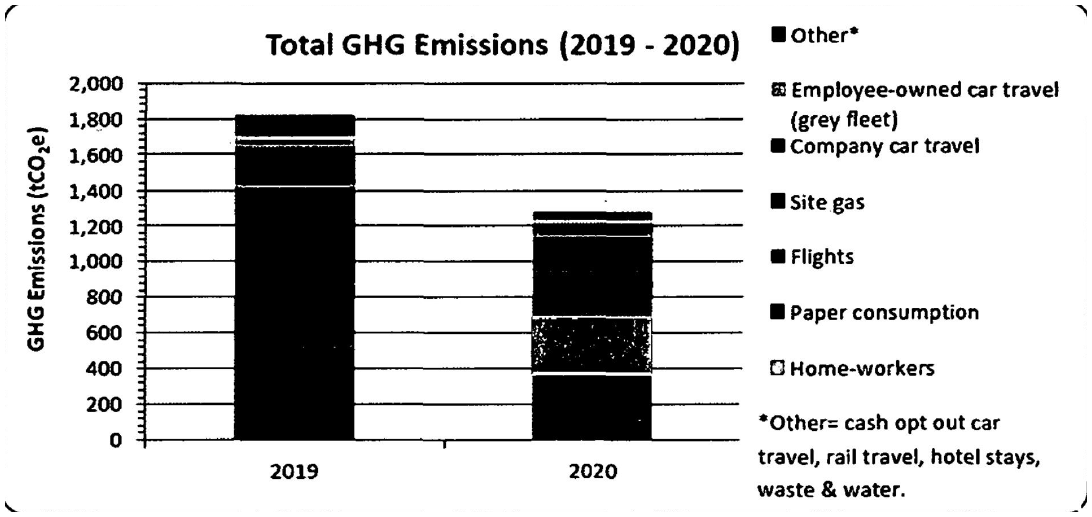 Total GHG Emissions (2019 - 2020)
GHG Emissions (tCO₂e)
2,000
1,800
1,600
1,400
1,200
1,000
800
600
400
200
0
2019
2020
Other*
Employee-owned car travel
(grey fleet)
Company car travel
Site gas
Flights
Paper consumption
Home-workers
*Other= cash opt out car
travel, rail travel, hotel stays,
waste & water.